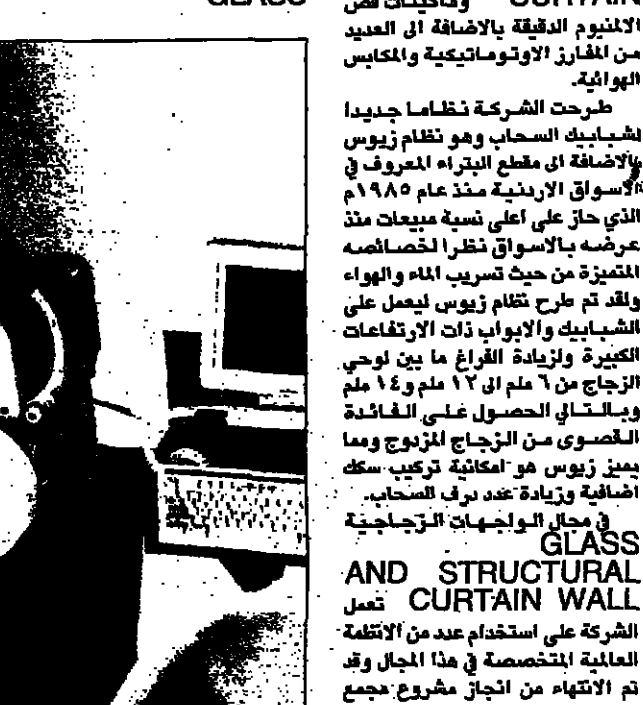 GLASS
CURTAIN وماكينات قص
الالمنيوم الدقيقة بالاضافة الى العديد
من المفارز الاوتوماتيكية والمكابس
الهوائية.
طرحت الشركة نظاما جديدا
لشبابيك السحاب وهو نظام زيوس
بالاضافة الى مقطع البتراء المعروف في
الاسواق الاردنية منذ عام ١٩٨٥م
الذي حاز على اعلى نسبة مبيعات منذ
عرضه بالاسواق نظرا لخصائصه
المتميزة من حيث تسريب الماء والهواء
ولقد تم طرح نظام زيوس ليعمل على
الشبابيك والابواب ذات الارتفاعات
الكبيرة ولزيادة الفراغ ما بين لوحي
الزجاج من ٦ ملم الى ١٢ ملم و١٤ ملم
وبالتالي الحصول على الفائدة
القصوى من الزجاج المزدوج ومما
يميز زيوس هو امكانية تركيب سكك
اضافية وزيادة عدد درف السحاب.
في مجال الواجهات الزجاجية
GLASS
AND STRUCTURAL
CURTAIN WALL تعمل
الشركة على استخدام عدد من الانظمة
العالمية المتخصصة في هذا المجال وقد
تم الانتهاء من انجاز مشروع مجمع